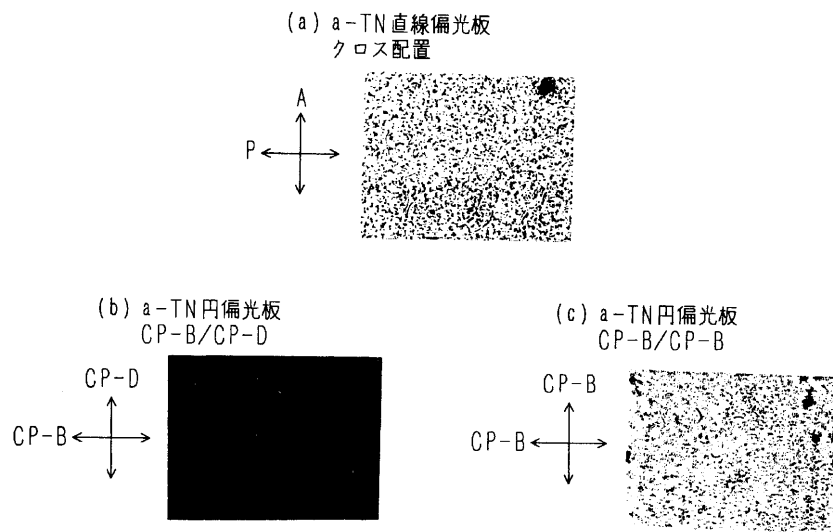 (a) a-TN直線偏光板
クロス配置
A
P
(b) a-TN円偏光板
CP-B/CP-D
CP-D
CP-B
(c) a-TN円偏光板
CP-B/CP-B
CP-B
CP-B